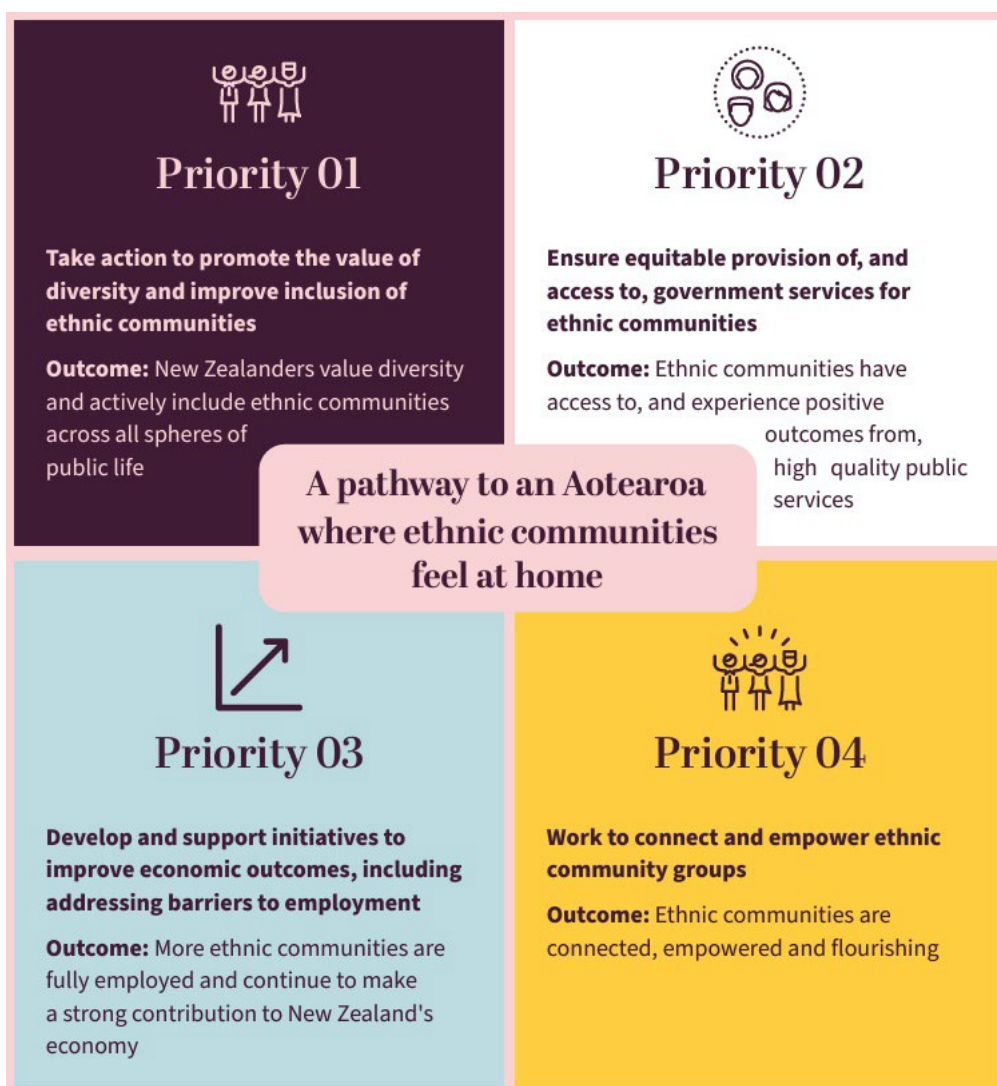 Priority 01
Take action to promote the value of
diversity and improve inclusion of
ethnic communities
Outcome: New Zealanders value diversity
and actively include ethnic communities
across all spheres of
public life
Priority 02
Ensure equitable provision of, and
access to, government services for
ethnic communities
Outcome: Ethnic communities have
access to, and experience positive
outcomes from,
high quality public
services
A pathway to an Aotearoa
where ethnic communities
feel at home
Priority 03
Develop and support initiatives to
improve economic outcomes, including
addressing barriers to employment
Outcome: More ethnic communities are
fully employed and continue to make
a strong contribution to New Zealand's
economy
Priority 04
Work to connect and empower ethnic
community groups
Outcome: Ethnic communities are
connected, empowered and flourishing